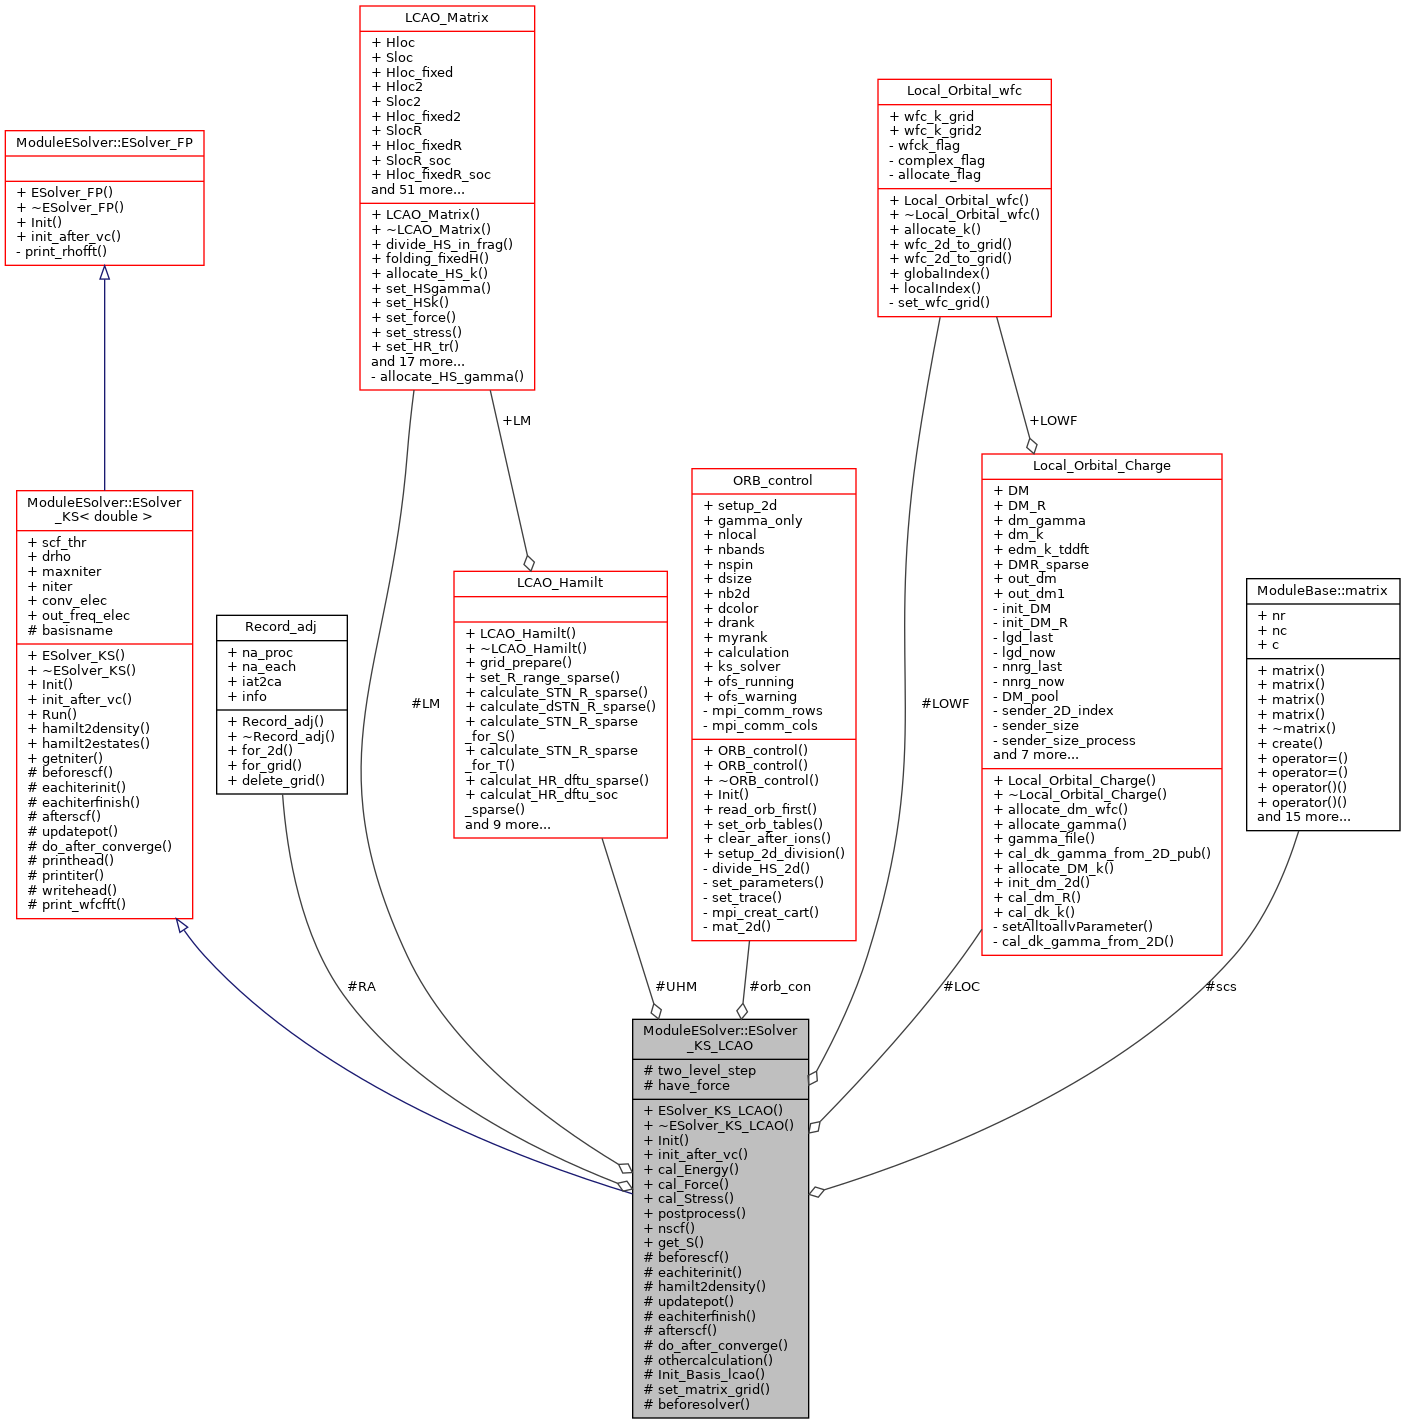 LCAO_Matrix
+ Hloc
+ Sloc
+ Hloc_fixed
+ Hloc2
+ Sloc2
+ Hloc_fixed2
+ SlocR
+ Hloc_fixedR
+ SlocR_soc
+ Hloc_fixedR_soc
and 51 more...
+ LCAO_Matrix()
+ ~LCAO_Matrix()
+ divide_HS_in_frag()
+ folding_fixedH()
+ allocate_HS_k()
+ set_HSgamma()
+ set_HSk()
+ set_force()
+ set_stress()
+ set_HR_tr()
and 17 more...
- allocate_HS_gamma()
Local_Orbital_wfc
+ wfc_k_grid
+ wfc_k_grid2
- wfck_flag
- complex_flag
- allocate_flag
+ Local_Orbital_wfc()
+ ~Local_Orbital_wfc()
+ allocate_k()
+ wfc_2d_to_grid()
+ wfc_2d_to_grid()
+ globalIndex()
+ localIndex()
- set_wfc_grid()
ModuleESolver::ESolver_FP
+ ESolver_FP()
+ ~ESolver_FP()
+ Init()
+ init_after_vc()
- print_rhofft()
+LM
+LOWF
ModuleESolver::ESolver
_KS< double >
+ scf_thr
+ drho
+ maxniter
+ niter
+ conv_elec
+ out_freq_elec
# basisname
+ ESolver_KS()
+ ~ESolver_KS()
+ Init()
+ init_after_vc()
+ Run()
+ hamilt2density()
+ hamilt2estates()
+ getniter()
# beforescf()
# eachiterinit()
# eachiterfinish()
# afterscf()
# updatepot()
# do_after_converge()
# printhead()
# printiter()
# writehead()
# print_wfcfft()
Record_adj
+ na_proc
+ na_each
+ iat2ca
+ info
+ Record_adj()
+ ~Record_adj()
+ for_2d()
+ for_grid()
+ delete_grid()
#LM
LCAO_Hamilt
+ LCAO_Hamilt()
+ ~LCAO_Hamilt()
+ grid_prepare()
+ set_R_range_sparse()
+ calculate_STN_R_sparse()
+ calculate_dSTN_R_sparse()
+ calculate_STN_R_sparse
_for_S()
+ calculate_STN_R_sparse
_for_T()
+ calculat_HR_dftu_sparse()
+ calculat_HR_dftu_soc
_sparse()
and 9 more...
ORB_control
+ setup_2d
+ gamma_only
+ nlocal
+ nbands
+ nspin
+ dsize
+ nb2d
+ dcolor
+ drank
+ myrank
+ calculation
+ ks_solver
+ ofs_running
+ ofs_warning
- mpi_comm_rows
- mpi_comm_cols
+ ORB_control()
+ ORB_control()
+ ~ORB_control()
+ Init()
+ read_orb_first()
+ set_orb_tables()
+ clear_after_ions()
+ setup_2d_division()
- divide_HS_2d()
- set_parameters()
- set_trace()
- mpi_creat_cart()
- mat_2d()
#LOWF
Local_Orbital_Charge
+ DM
+ DM_R
+ dm_gamma
+ dm_k
+ edm_k_tddft
+ DMR_sparse
+ out_dm
+ out_dm1
- init_DM
- init_DM_R
- lgd_last
- lgd_now
- nnrg_last
- nnrg_now
- DM_pool
- sender_2D_index
- sender_size
- sender_size_process
and 7 more...
+ Local_Orbital_Charge()
+ ~Local_Orbital_Charge()
+ allocate_dm_wfc()
+ allocate_gamma()
+ gamma_file()
+ cal_dk_gamma_from_2D_pub()
+ allocate_DM_k()
+ init_dm_2d()
+ cal_dm_R()
+ cal_dk_k()
- setAlltoallvParameter()
- cal_dk_gamma_from_2D()
ModuleBase::matrix
+ nr
+ nc
+ c
+ matrix()
+ matrix()
+ matrix()
+ matrix()
+ ~matrix()
+ create()
+ operator=()
+ operator=()
+ operator()()
+ operator()()
and 15 more...
#RA
#UHM
#orb_con
#LOC
#scs
ModuleESolver::ESolver
_KS_LCAO
# two_level_step
# have_force
+ ESolver_KS_LCAO()
+ ~ESolver_KS_LCAO()
+ Init()
+ init_after_vc()
+ cal_Energy()
+ cal_Force()
+ cal_Stress()
+ postprocess()
+ nscf()
+ get_S()
# beforescf()
# eachiterinit()
# hamilt2density()
# updatepot()
# eachiterfinish()
# afterscf()
# do_after_converge()
# othercalculation()
# Init_Basis_lcao()
# set_matrix_grid()
# beforesolver()